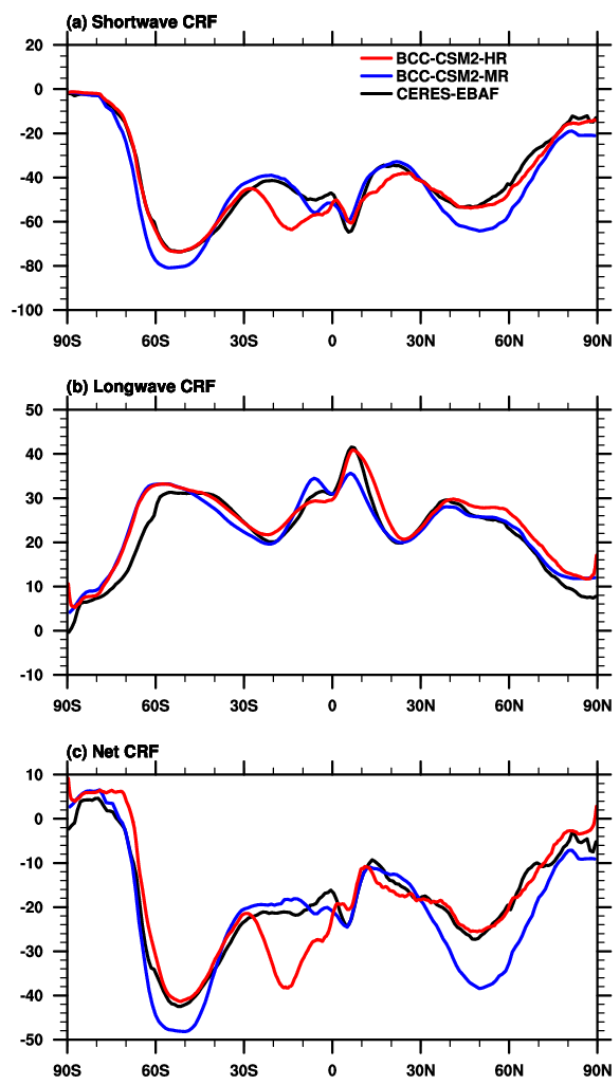 (a) Shortwave CRF
20
BCC-CSM2-HR
0
BCC-CSM2-MR
CERES-EBAF
-20
-40
-60
-80
-100
90S 60S 30S 0 30N 60N 90N
(b) Longwave CRF
50
40
30
20
10
0
-10
90S 60S 30S 0 30N 60N 90N
(c) Net CRF
10
0
-10
-20
-30
-40
-50
90S 60S 30S 0 30N 60N 90N